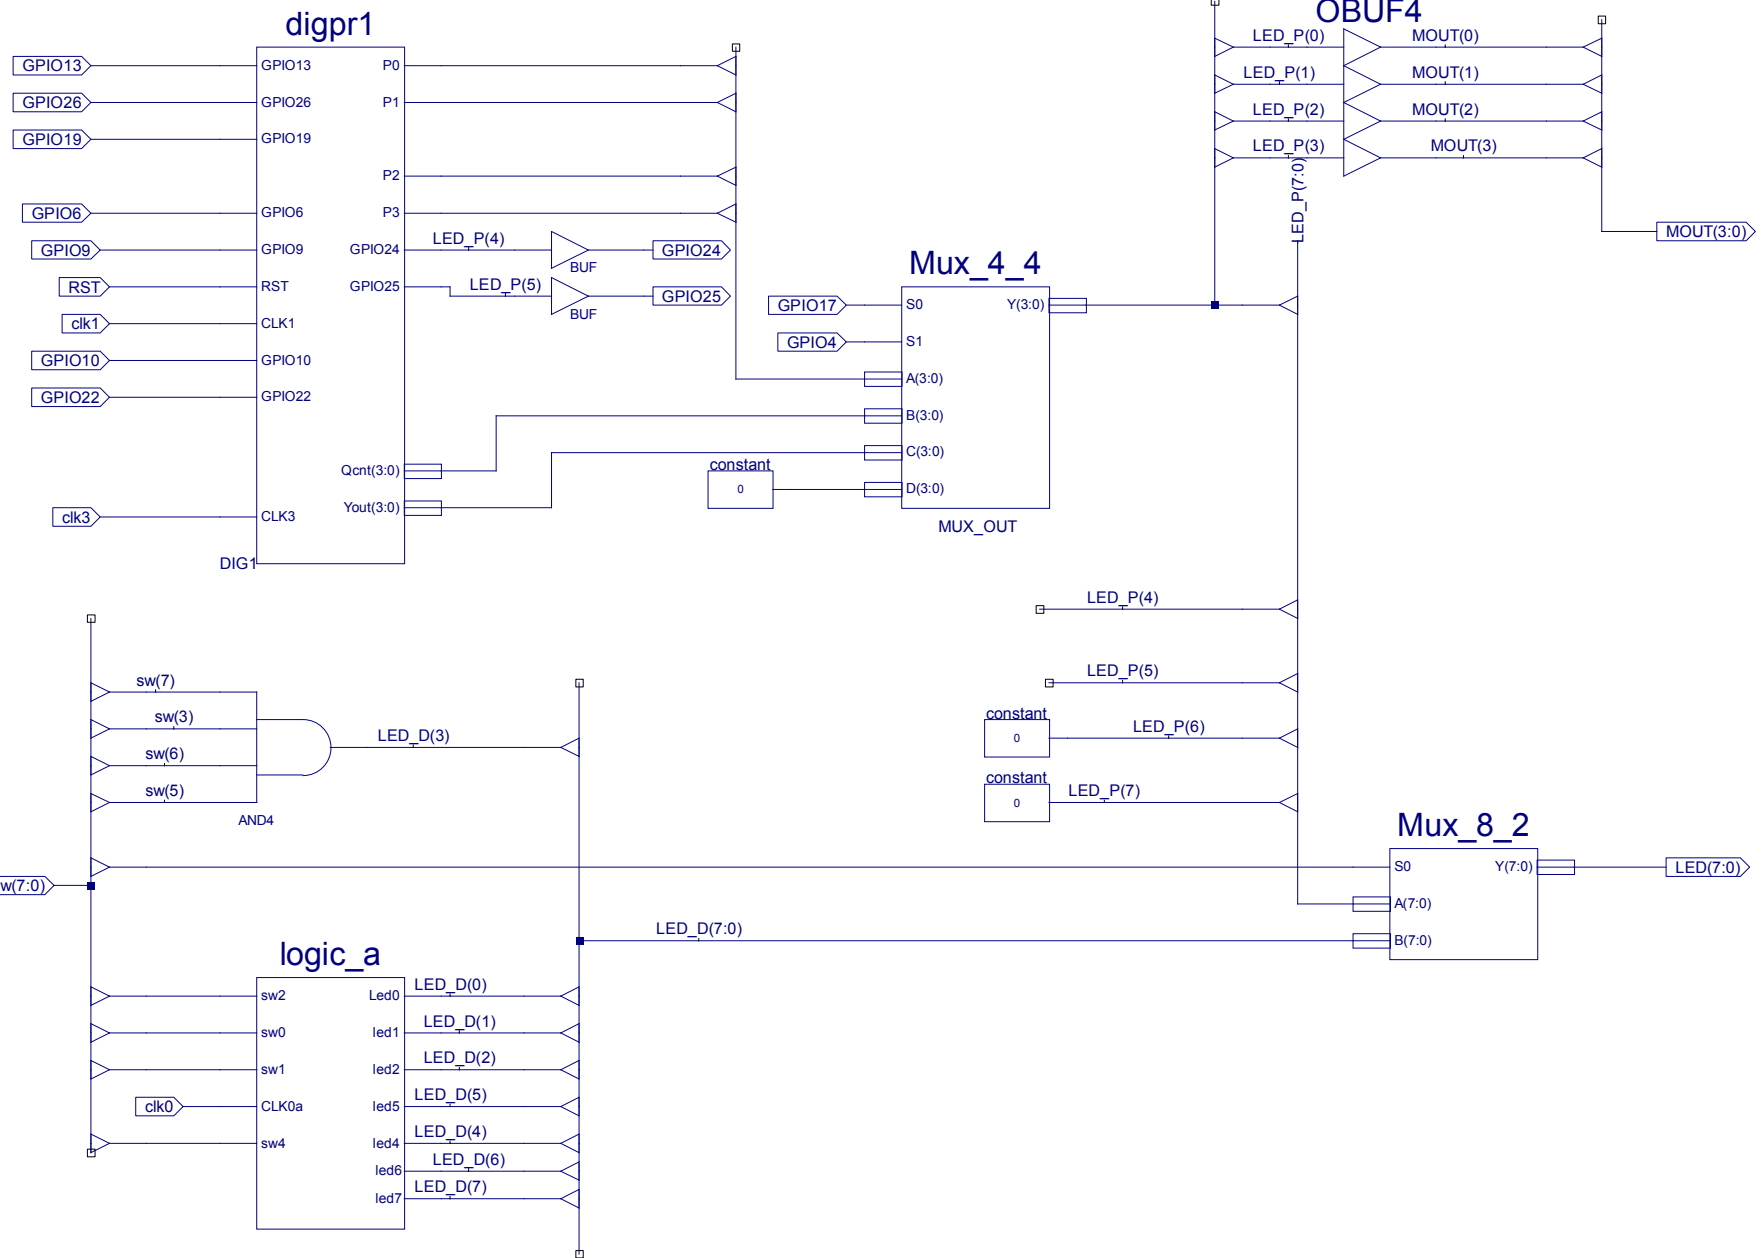 digpr1
OBUF4
GPIO13
GPIO26
GPIO19
GPIO6
GPIO9
RST
clk1
GPIO10
GPIO22
clk3
GPIO13
GPIO26
GPIO19
GPIO6
GPIO9
RST
CLK1
GPIO10
GPIO22
CLK3
P0
P1
P2
P3
GPIO24
GPIO25
Qcnt(3:0)
Yout(3:0)
DIG1
LED_P(4)
BUF
GPIO24
LED_P(5)
BUF
GPIO25
LED_P(0)
MOUT(0)
LED_P(1)
MOUT(1)
LED_P(2)
MOUT(2)
LED_P(3)
MOUT(3)
LED_P(7:0)
MOUT(3:0)
Mux_4_4
GPIO17
GPIO4
S0
S1
A(3:0)
B(3:0)
C(3:0)
D(3:0)
Y(3:0)
constant
0
MUX_OUT
LED_P(4)
LED_P(5)
constant
0
LED_P(6)
constant
0
LED_P(7)
sw(7)
sw(3)
sw(6)
sw(5)
AND4
LED_D(3)
w(7:0)
Mux_8_2
S0
A(7:0)
B(7:0)
Y(7:0)
LED(7:0)
LED_D(7:0)
logic_a
sw2
sw0
sw1
clk0
CLK0a
sw4
Led0
led1
led2
led5
led4
led6
led7
LED_D(0)
LED_D(1)
LED_D(2)
LED_D(5)
LED_D(4)
LED_D(6)
LED_D(7)